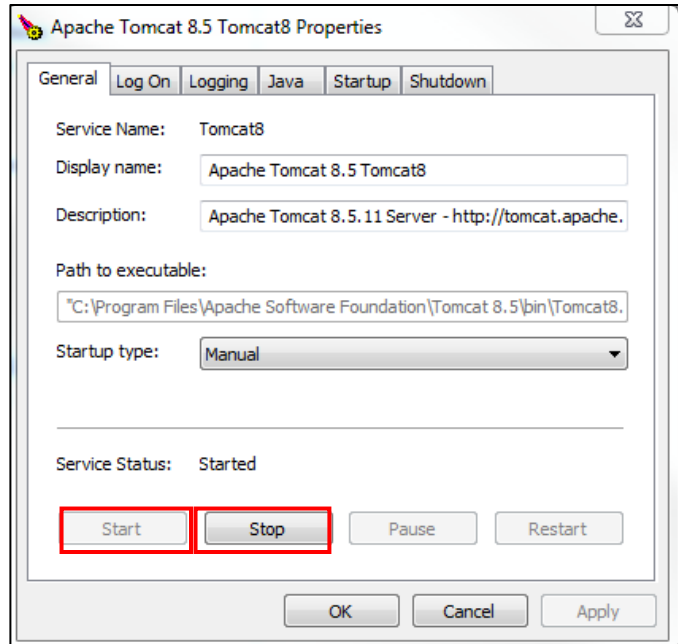 Apache Tomcat 8.5 Tomcat8 Properties
General Log On Logging Java Startup Shutdown
Service Name: Tomcat8
Display name: Apache Tomcat 8.5 Tomcat8
Description: Apache Tomcat 8.5.11 Server - http://tomcat.apache.
Path to executable:
"C:\Program Files\Apache Software Foundation\Tomcat 8.5\bin\Tomcat8.
Startup type: Manual
Service Status: Started
Start Stop Pause Restart
OK Cancel Apply